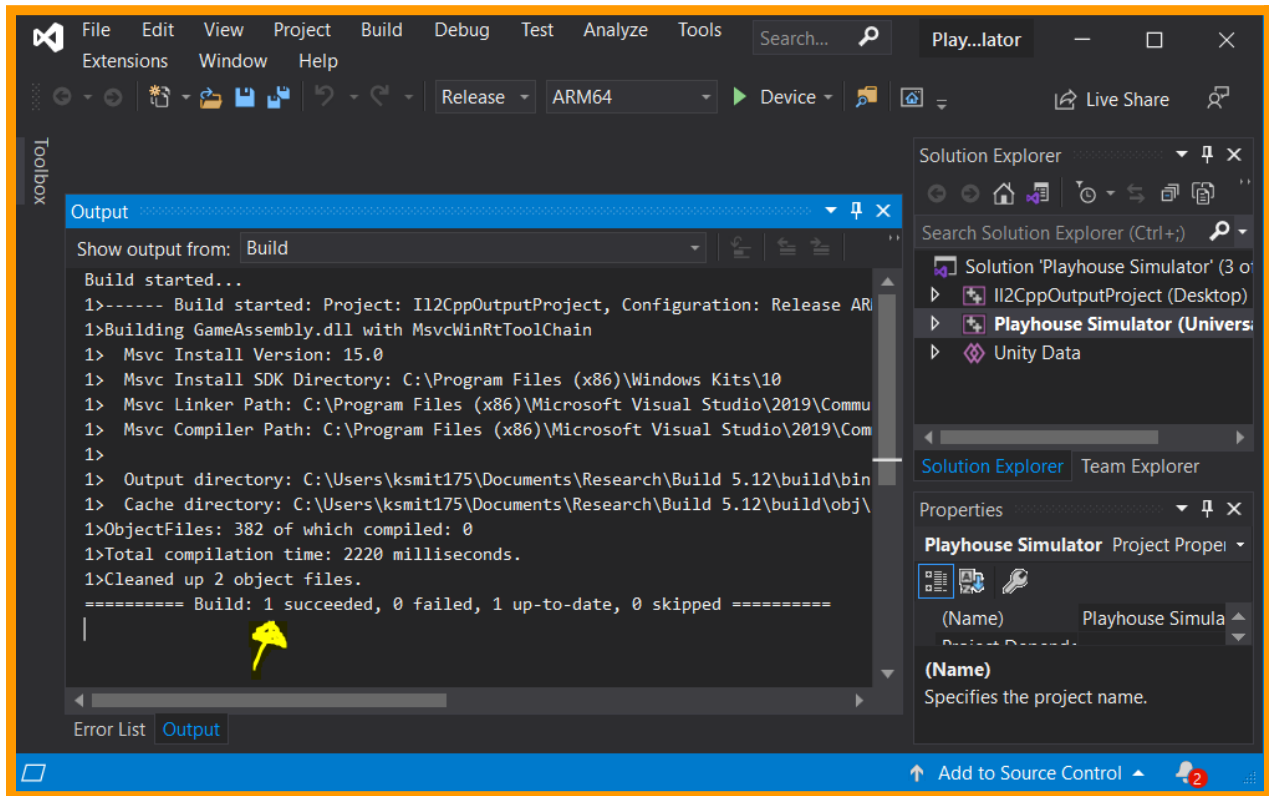 File Edit View Project Build Debug Test Analyze Tools
Extensions Window Help
Search...
Play...lator
Release ARM64 Device
Live Share
Toolbox
Output
Show output from: Build
Build started...
1>------ Build started: Project: Il2CppOutputProject, Configuration: Release AR
1>Building GameAssembly.dll with MsvcWinRtToolChain
1>  Msvc Install Version: 15.0
1>  Msvc Install SDK Directory: C:\Program Files (x86)\Windows Kits\10
1>  Msvc Linker Path: C:\Program Files (x86)\Microsoft Visual Studio\2019\Commu
1>  Msvc Compiler Path: C:\Program Files (x86)\Microsoft Visual Studio\2019\Com
1>
1>  Output directory: C:\Users\ksmit175\Documents\Research\Build 5.12\build\bin
1>  Cache directory: C:\Users\ksmit175\Documents\Research\Build 5.12\build\obj\
1>ObjectFiles: 382 of which compiled: 0
1>Total compilation time: 2220 milliseconds.
1>Cleaned up 2 object files.
========== Build: 1 succeeded, 0 failed, 1 up-to-date, 0 skipped ==========
Error List Output
Solution Explorer
Search Solution Explorer (Ctrl+;)
Solution 'Playhouse Simulator' (3 o
Il2CppOutputProject (Desktop)
Playhouse Simulator (Univers
Unity Data
Solution Explorer Team Explorer
Properties
Playhouse Simulator Project Proper
(Name) Playhouse Simula
(Name)
Specifies the project name.
Add to Source Control 2